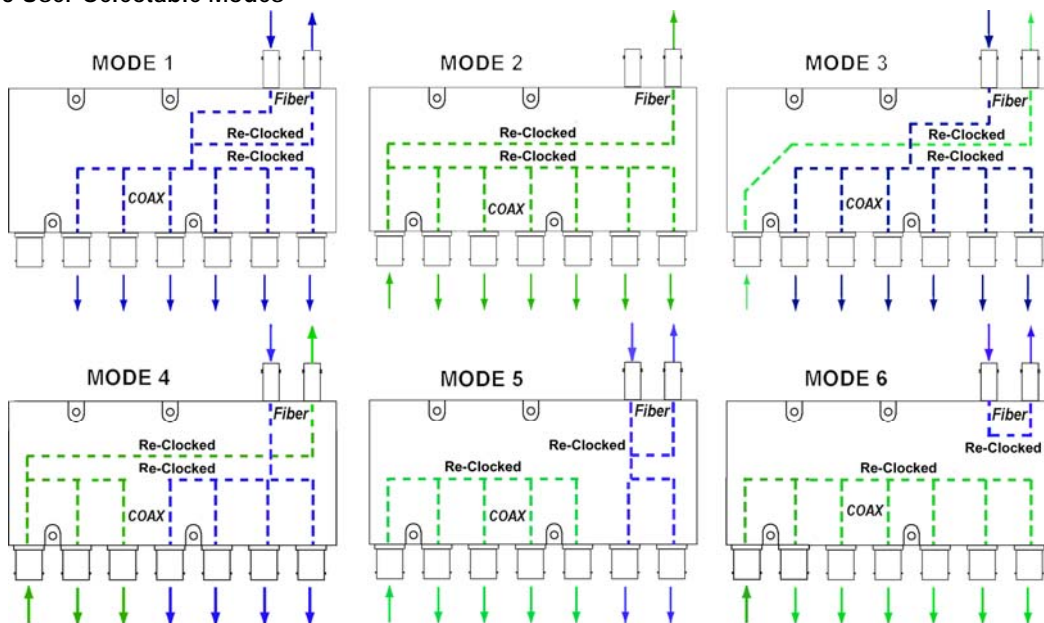 MODE 1
Fiber
Re-Clocked
Re-Clocked
COAX
MODE 2
Fiber
Re-Clocked
Re-Clocked
COAX
MODE 3
Fiber
Re-Clocked
Re-Clocked
COAX
MODE 4
Fiber
Re-Clocked
Re-Clocked
COAX
MODE 5
Fiber
Re-Clocked
Re-Clocked
COAX
MODE 6
Fiber
Re-Clocked
Re-Clocked
COAX